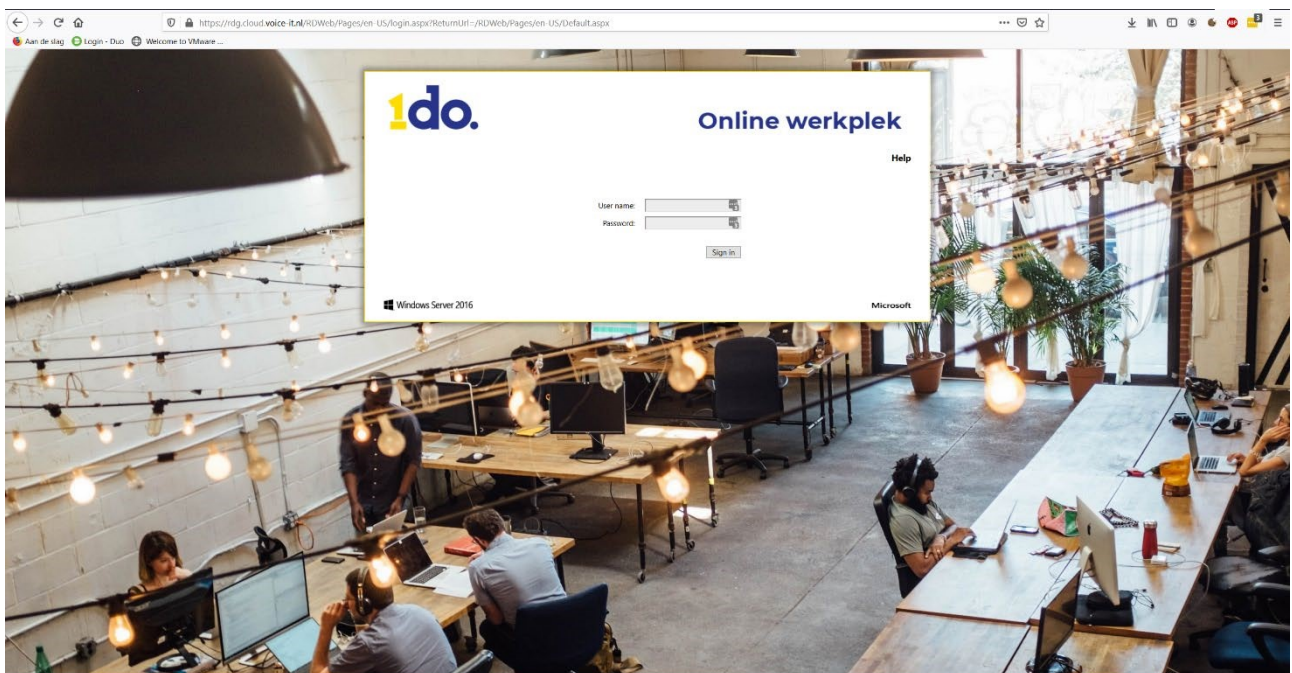 https://rdg.cloud.voice-it.nl/RDWeb/Pages/en-US/login.aspx?ReturnUrl=/RDWeb/Pages/en-US/Default.aspx
Aan de slag Login - Duo Welcome to VMware ...
1do.
Online werkplek
Help
User name:
Password:
Sign in
Windows Server 2016
Microsoft